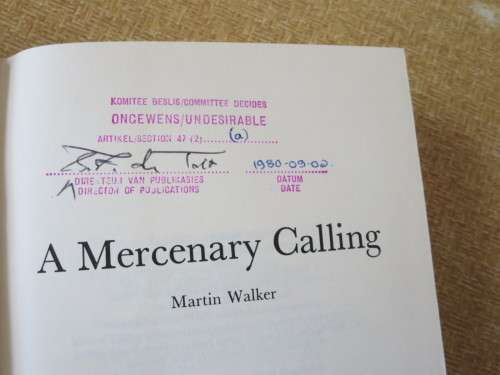 KOMITEE BESLIS/COMMITTEE DECIDES
ONGEWENS/UNDESIRABLE
ARTIKEL/SECTION 47 (2) (a)
1980-09-02
DIREKTEUR VAN PUBLIKASIES DATUM
DIRECTOR OF PUBLICATIONS DATE
A Mercenary Calling
Martin Walker